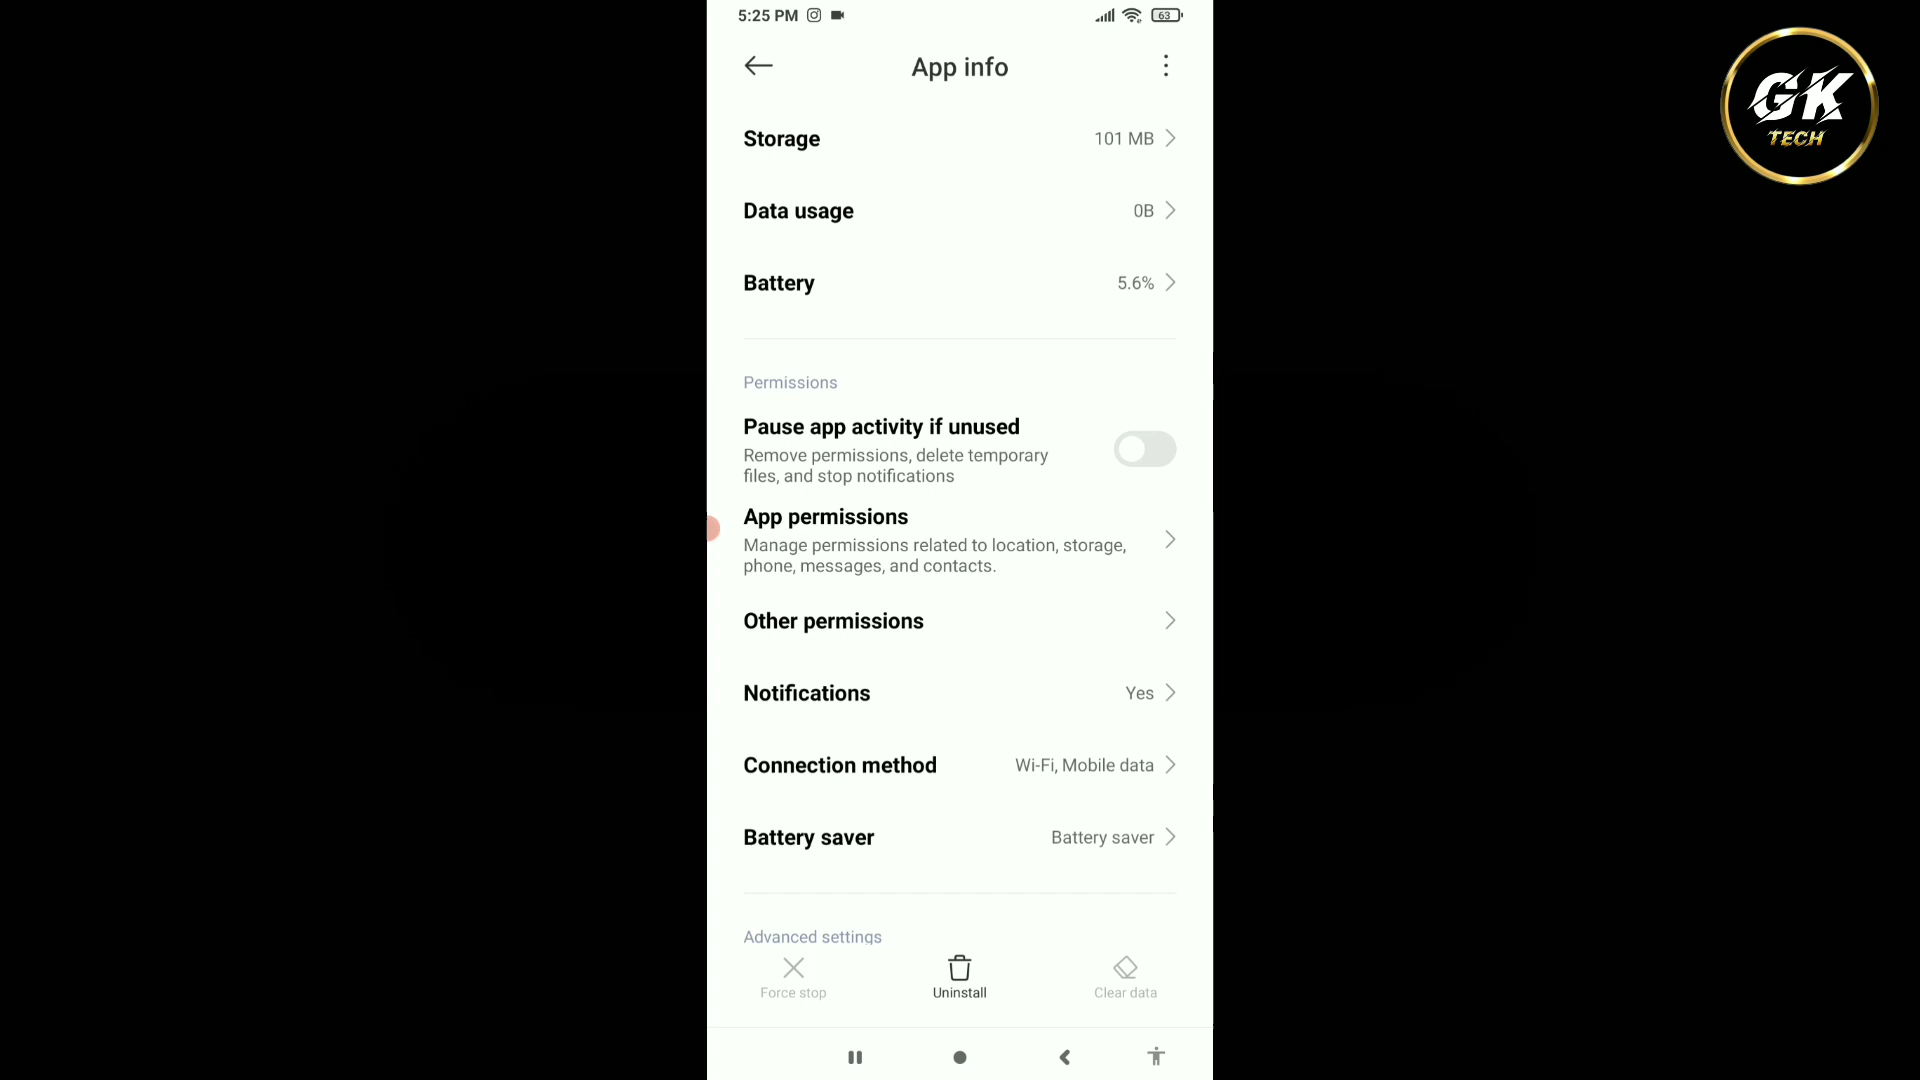 5:25 PM
63
App info
GK
TECH
Storage
101 MB
Data usage
0B
Battery
5.6%
Permissions
Pause app activity if unused
Remove permissions, delete temporary
files, and stop notifications
App permissions
Manage permissions related to location, storage,
phone, messages, and contacts.
Other permissions
Notifications
Yes
Connection method
Wi-Fi, Mobile data
Battery saver
Battery saver
Advanced settings
Force stop
Uninstall
Clear data